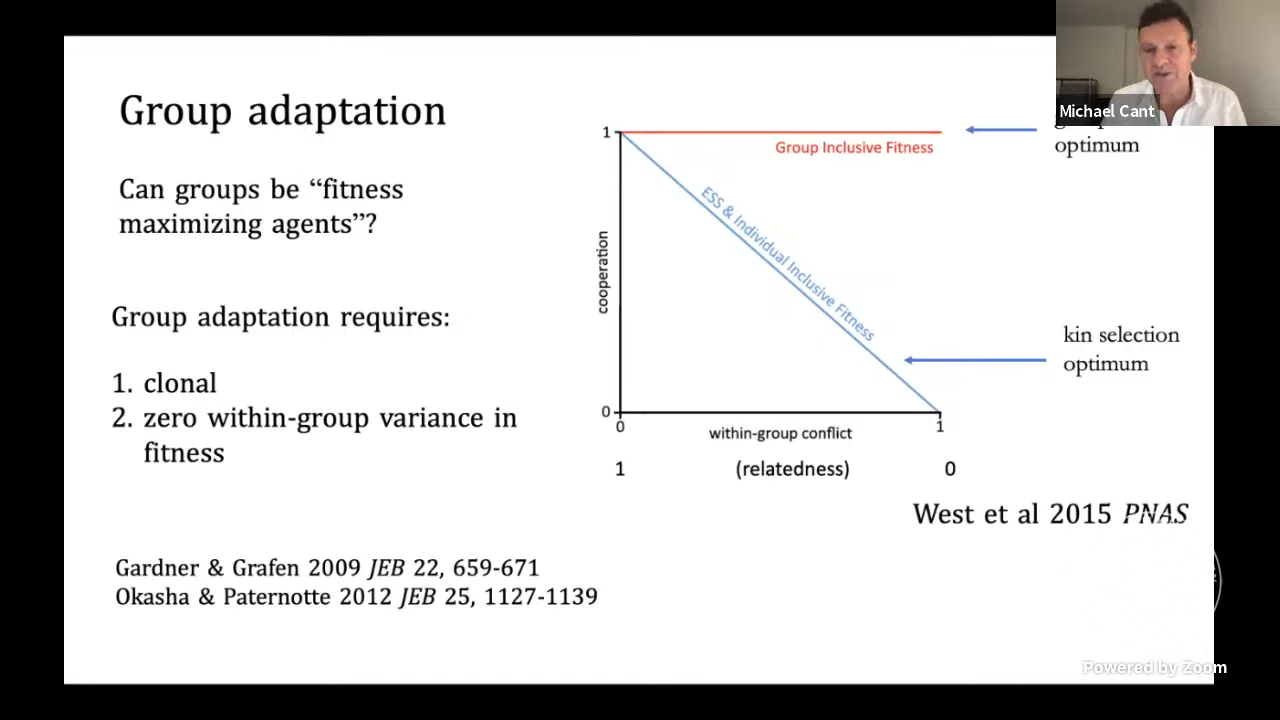 Group adaptation
Can groups be “fitness
maximizing agents”?
Group adaptation requires:
1. clonal
2. zero within-group variance in
fitness
Gardner & Grafen 2009 JEB 22, 659-671
Okasha & Paternotte 2012 JEB 25, 1127-1139
1
Group Inclusive Fitness
ESS & Individual Inclusive Fitness
cooperation
0
0
within-group conflict
1
1
(relatedness)
0
optimum
kin selection
optimum
West et al 2015 PNAS
Michael Cant
Powered by Zoom